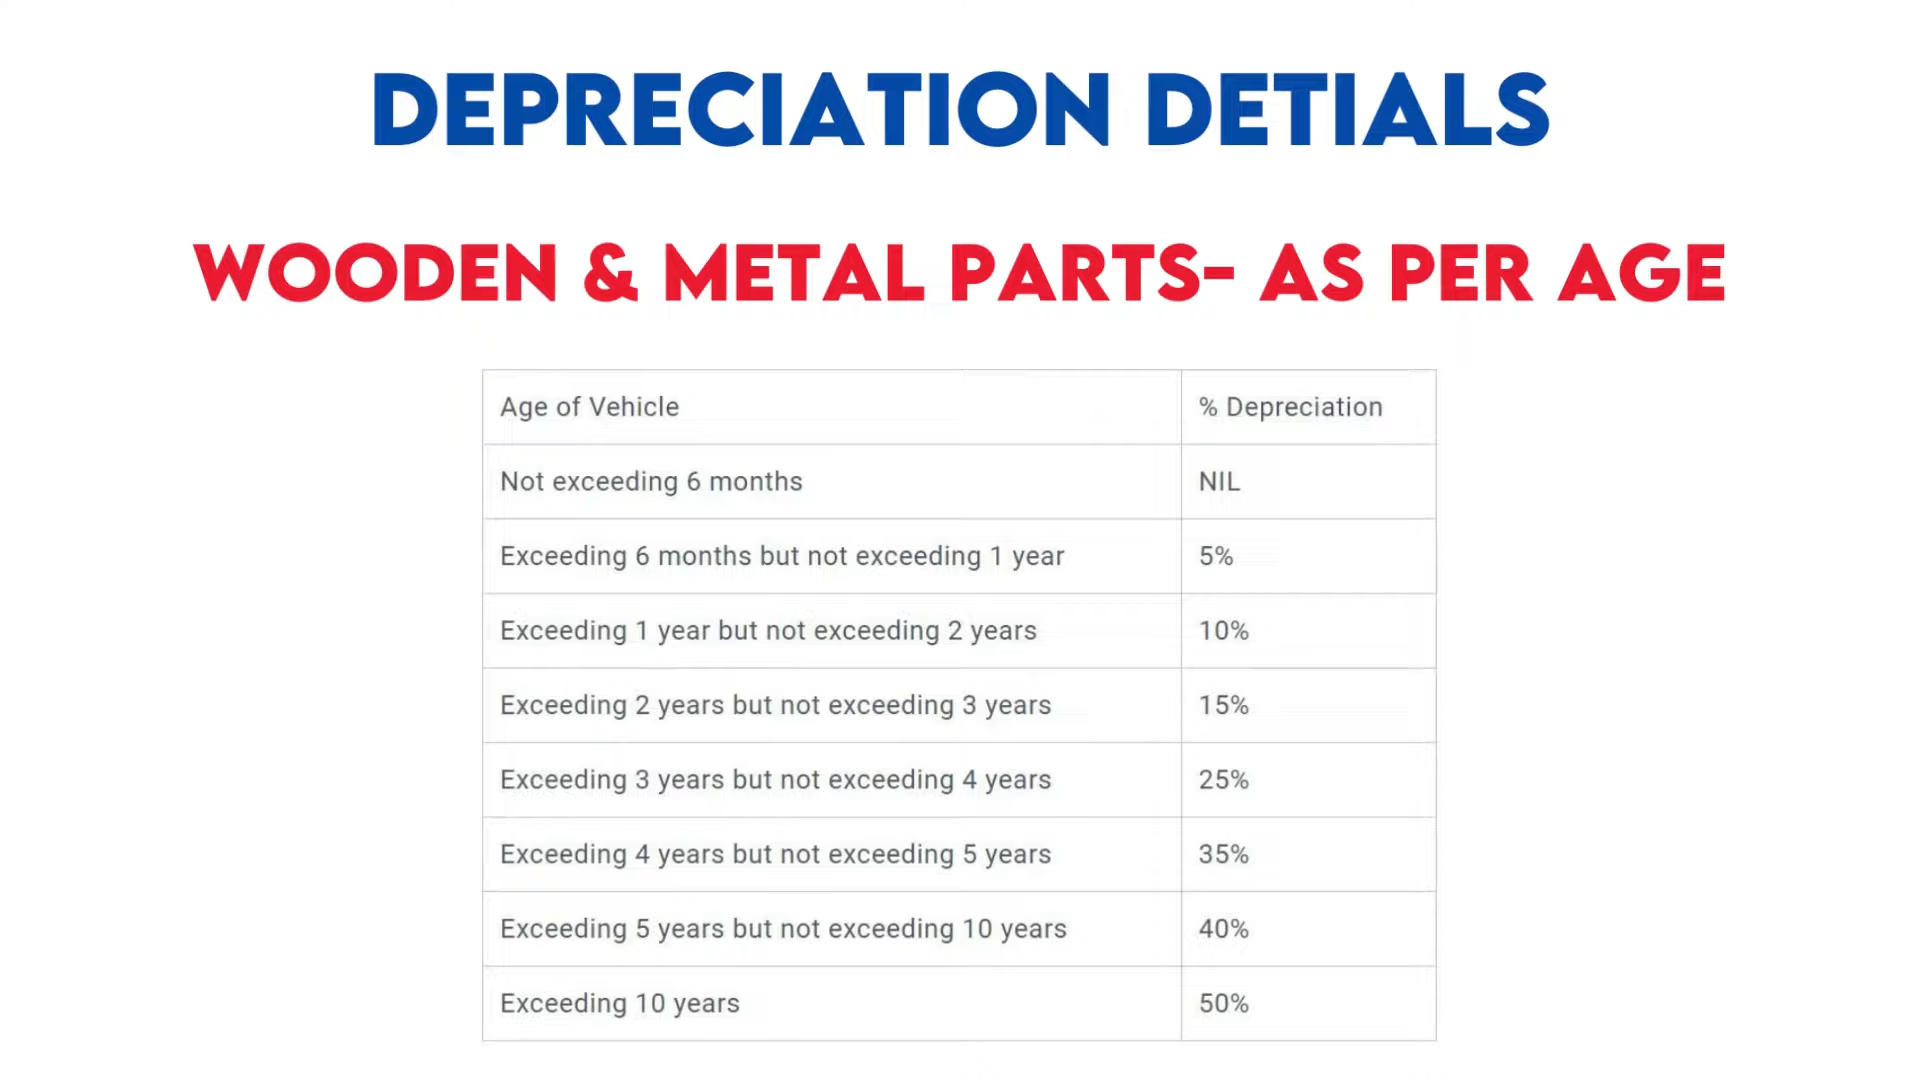 DEPRECIATION DETIALS
WOODEN & METAL PARTS- AS PER AGE
Age of Vehicle % Depreciation
Not exceeding 6 months NIL
Exceeding 6 months but not exceeding 1 year 5%
Exceeding 1 year but not exceeding 2 years 10%
Exceeding 2 years but not exceeding 3 years 15%
Exceeding 3 years but not exceeding 4 years 25%
Exceeding 4 years but not exceeding 5 years 35%
Exceeding 5 years but not exceeding 10 years 40%
Exceeding 10 years 50%